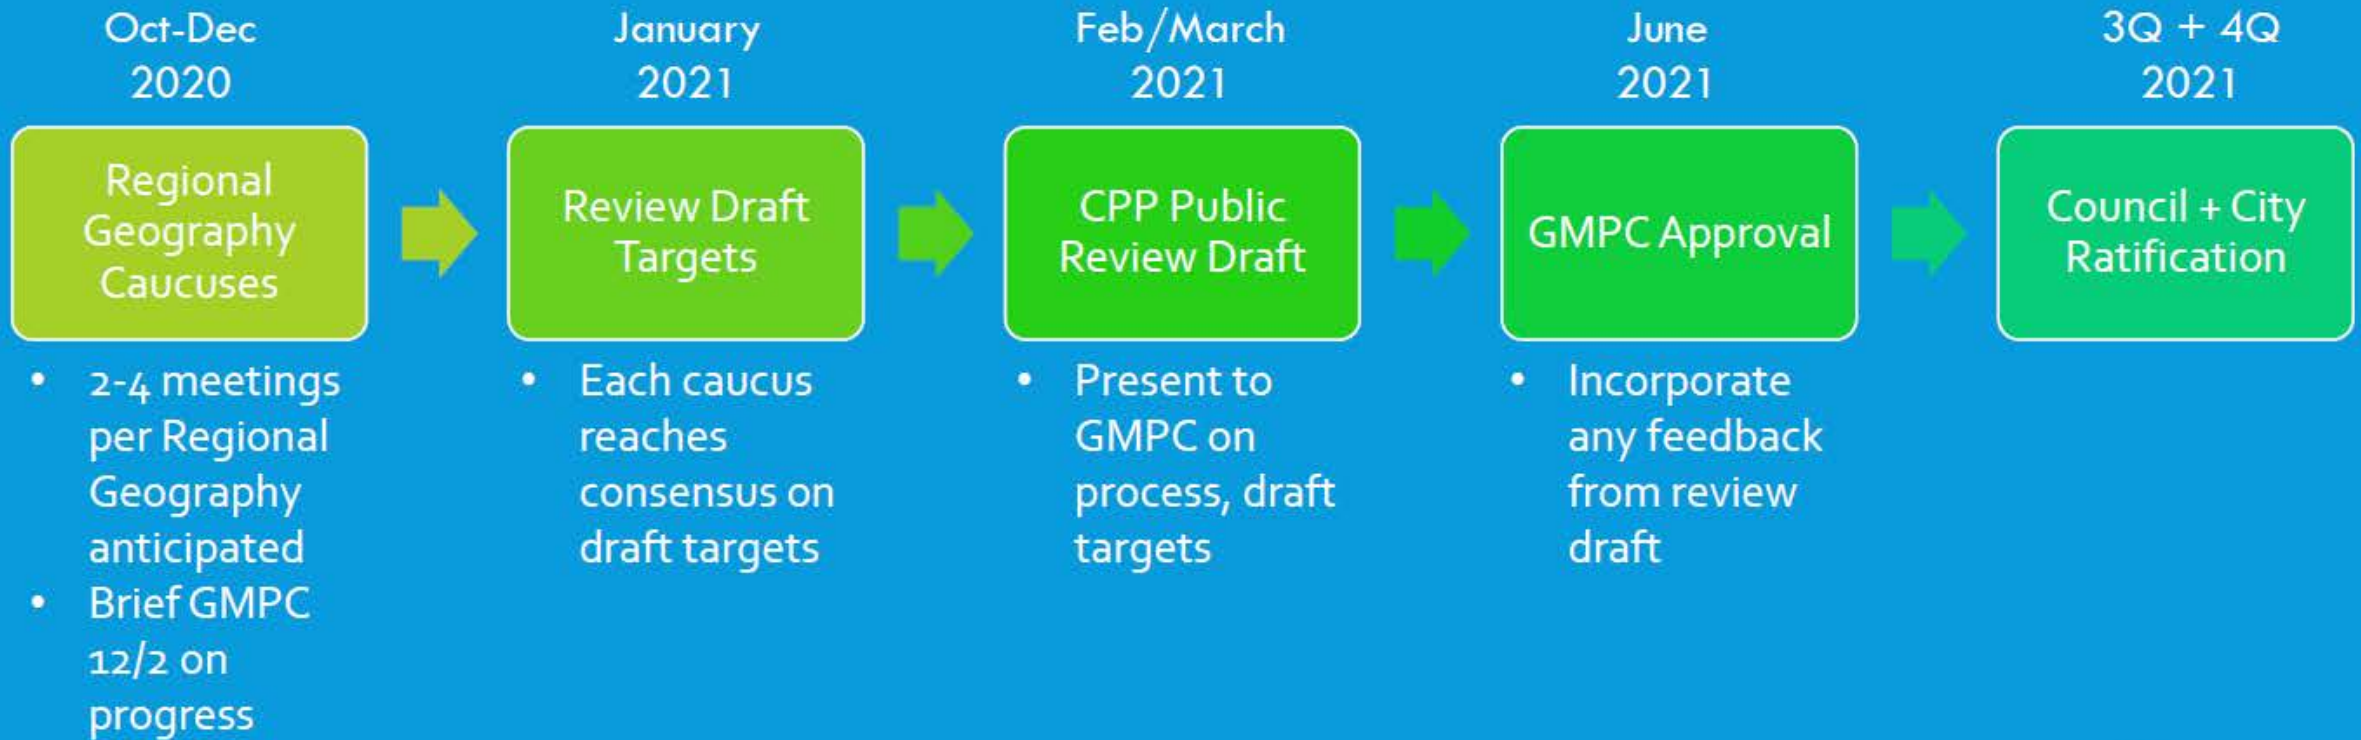 Oct-Dec
2020
Regional
Geography
Caucuses
• 2-4 meetings
per Regional
Geography
anticipated
• Brief GMPC
12/2 on
progress
January
2021
Review Draft
Targets
• Each caucus
reaches
consensus on
draft targets
Feb/March
2021
CPP Public
Review Draft
• Present to
GMPC on
process, draft
targets
June
2021
GMPC Approval
• Incorporate
any feedback
from review
draft
3Q + 4Q
2021
Council + City
Ratification